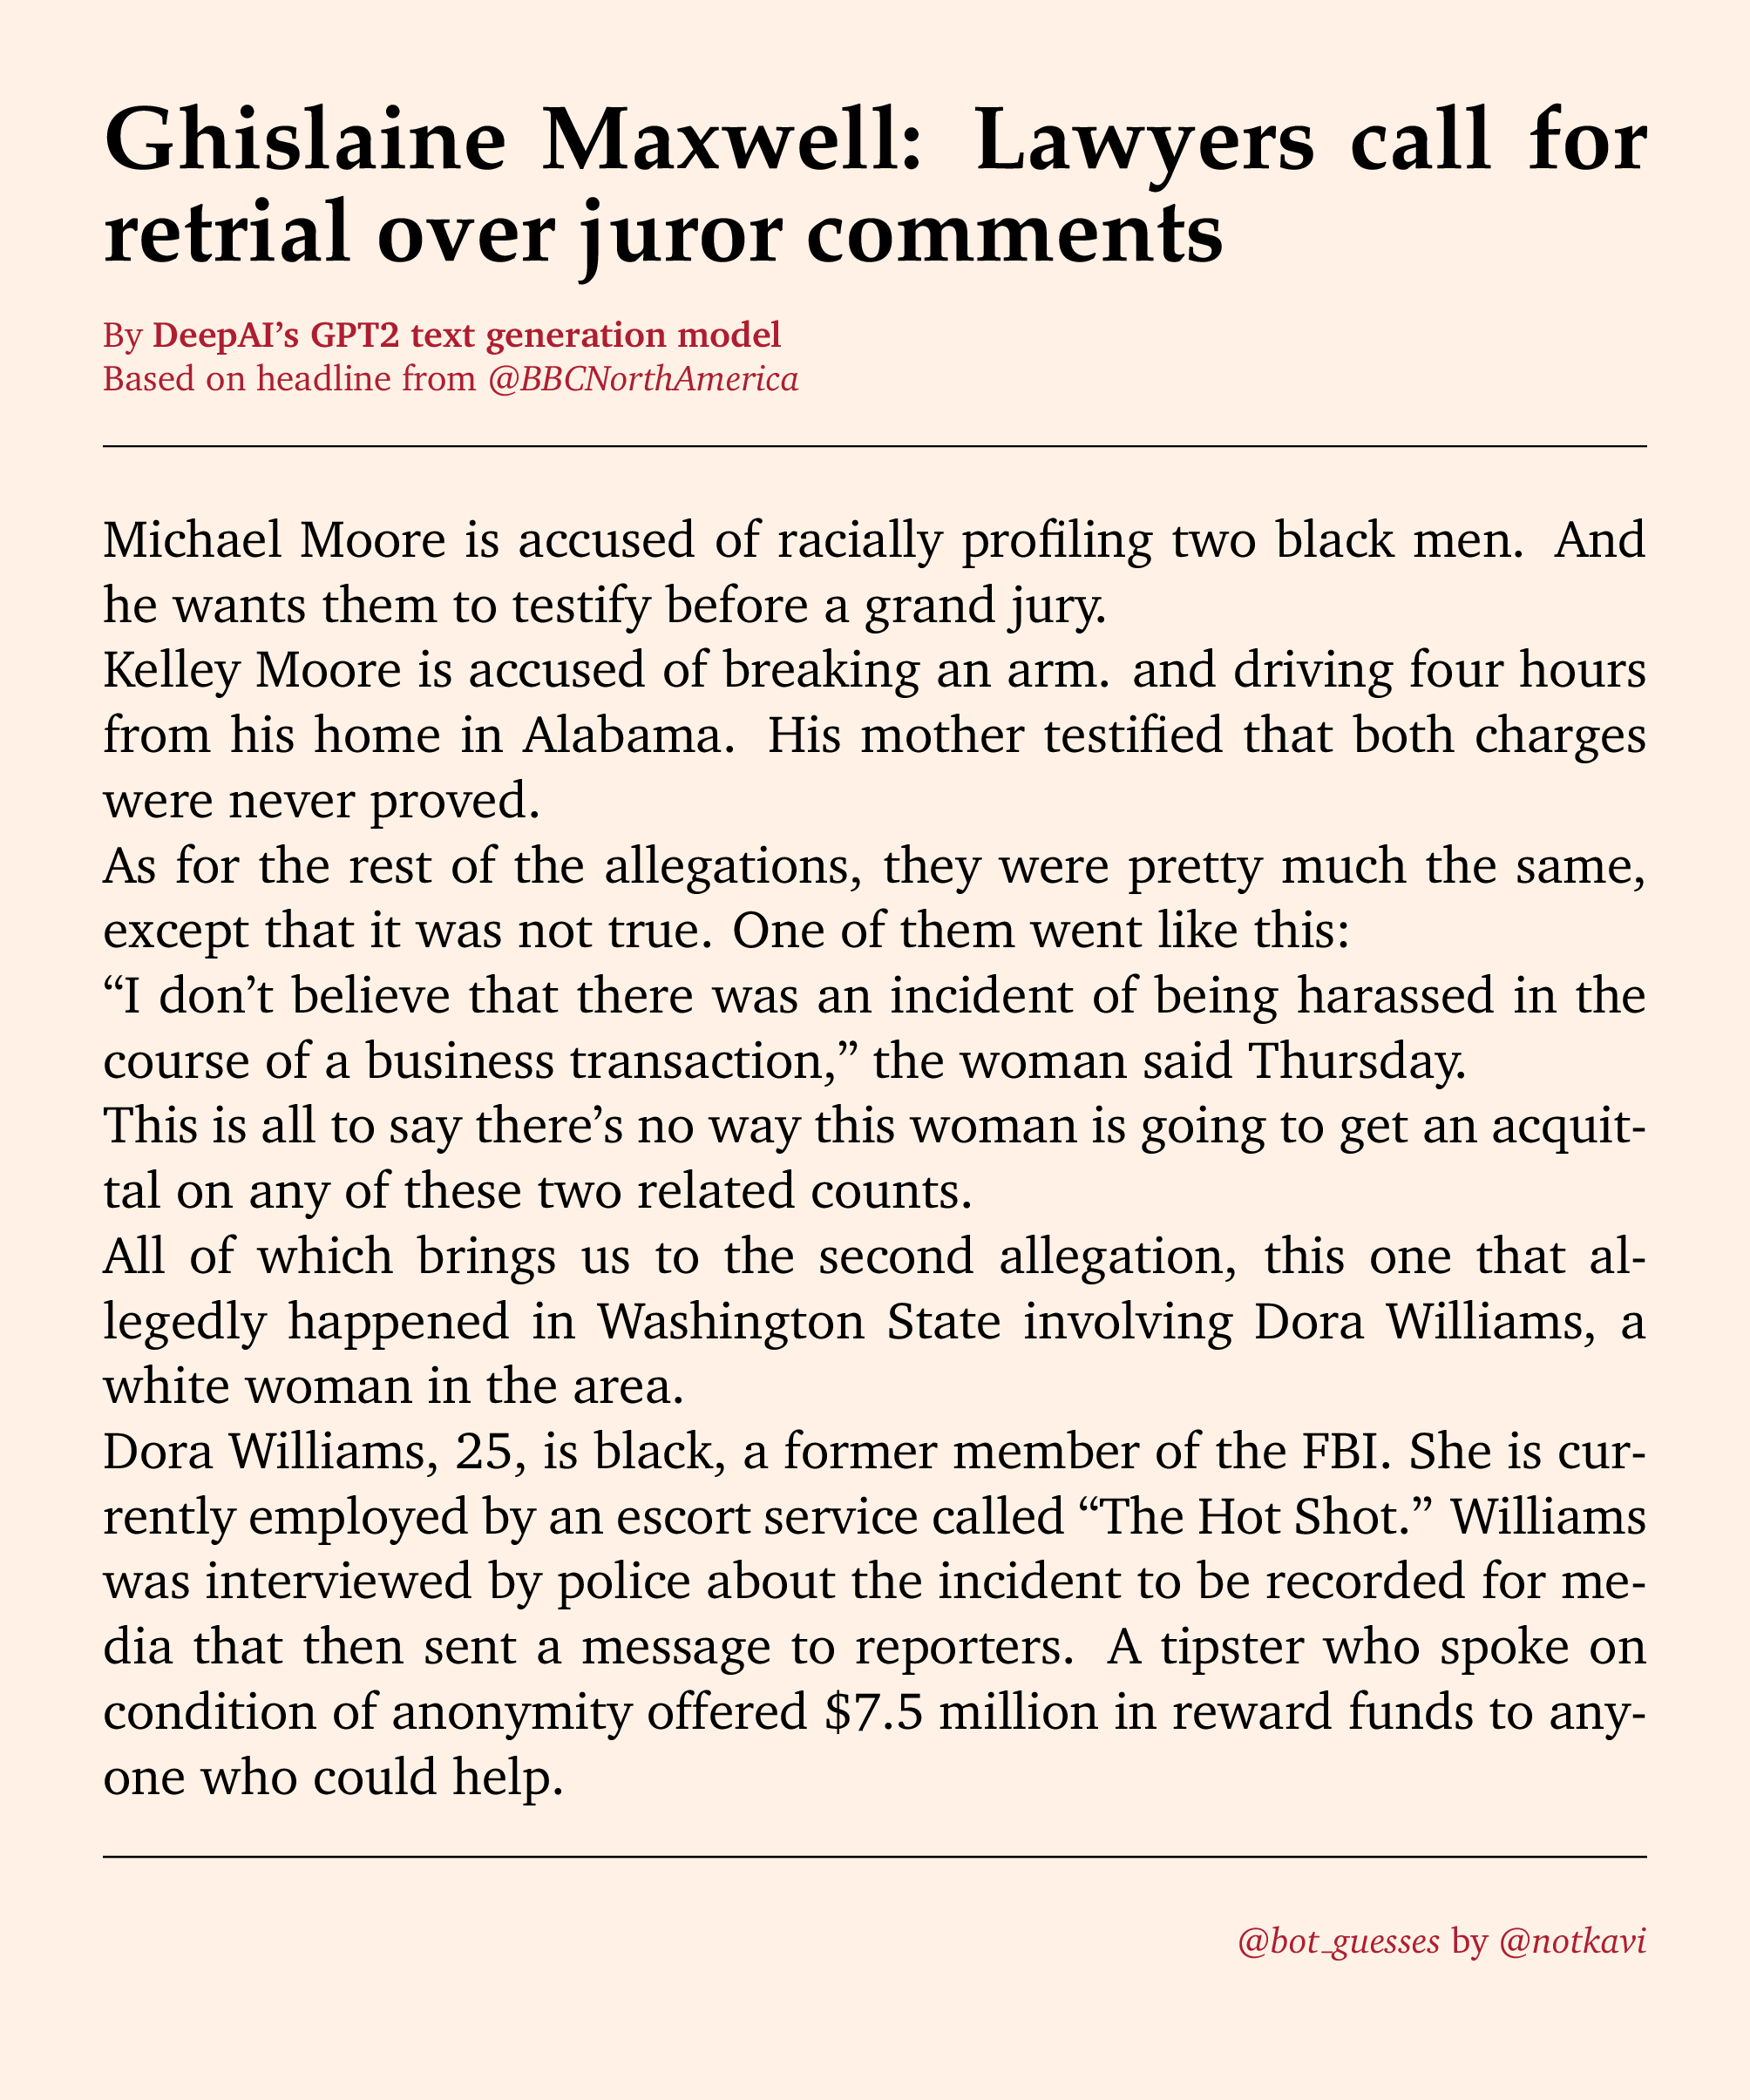 Ghislaine Maxwell: Lawyers call for
retrial over juror comments
By DeepAI’s GPT2 text generation model
Based on headline from @BBCNorthAmerica
Michael Moore is accused of racially profiling two black men. And
he wants them to testify before a grand jury.
Kelley Moore is accused of breaking an arm. and driving four hours
from his home in Alabama. His mother testified that both charges
were never proved.
As for the rest of the allegations, they were pretty much the same,
except that it was not true. One of them went like this:
“I don’t believe that there was an incident of being harassed in the
course of a business transaction,” the woman said Thursday.
This is all to say there’s no way this woman is going to get an acquit-
tal on any of these two related counts.
All of which brings us to the second allegation, this one that al-
legedly happened in Washington State involving Dora Williams, a
white woman in the area.
Dora Williams, 25, is black, a former member of the FBI. She is cur-
rently employed by an escort service called “The Hot Shot.” Williams
was interviewed by police about the incident to be recorded for me-
dia that then sent a message to reporters. A tipster who spoke on
condition of anonymity offered $7.5 million in reward funds to any-
one who could help.
@bot_guesses by @notkavi